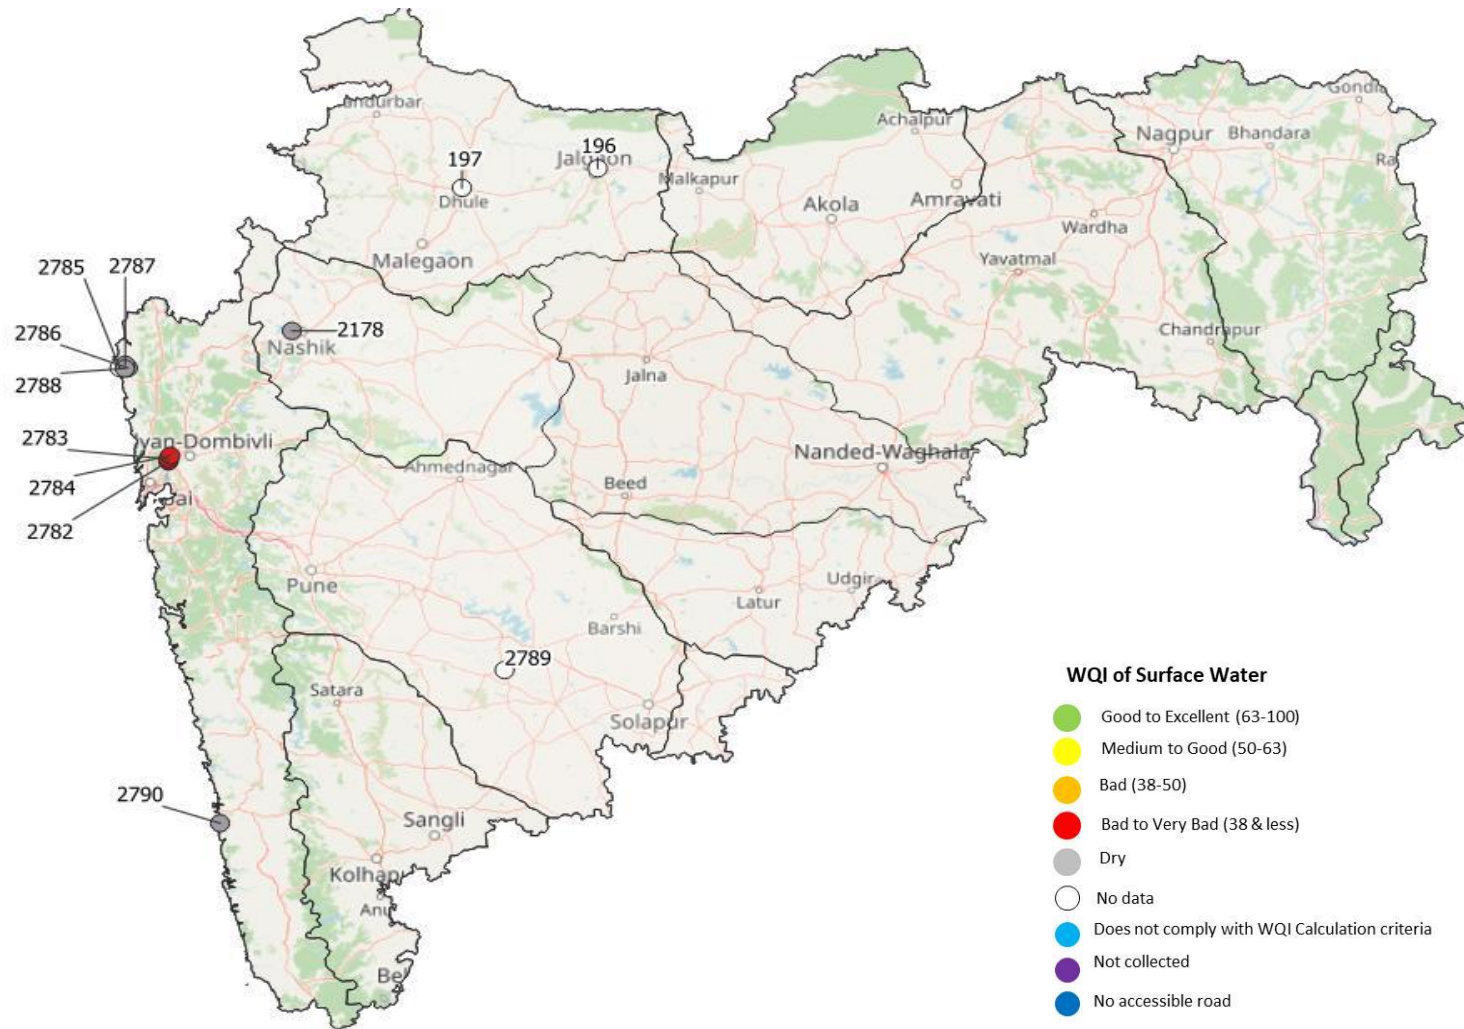 Gondia
Achalpur
Nagpur
Bhandara
197
196
Malkapur
Dhule
Akola
Amravati
Wardha
Malegaon
Yavatmal
2785
2787
2786
2178
Nashik
Chandrapur
2788
Jalna
2783
lyan-Dombivli
Nanded-Waghala
Ahmednagar
2784
Beed
2782
Pune
Latur
Udgir
Barshi
2789
Satara
Solapur
2790
Sangli
Kolhapu
Anu
Bel
WQI of Surface Water
Good to Excellent (63-100)
Medium to Good (50-63)
Bad (38-50)
Bad to Very Bad (38 & less)
Dry
No data
Does not comply with WQI Calculation criteria
Not collected
No accessible road